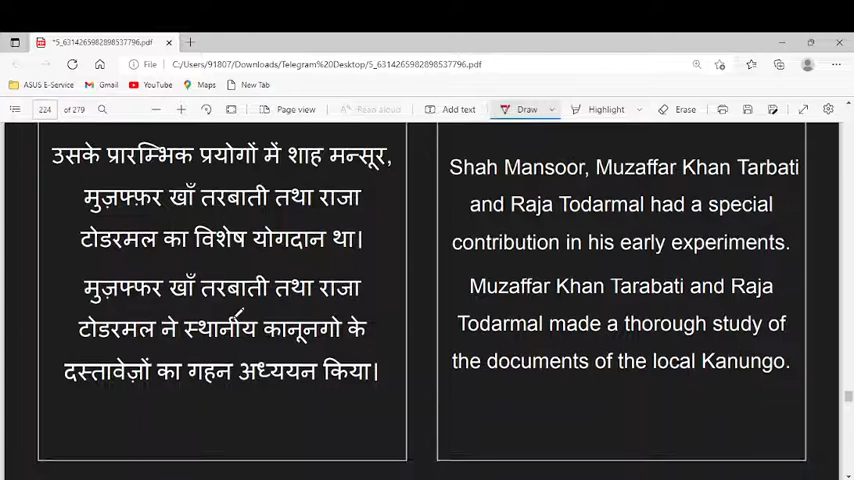 *5_6314265982898537796.pdf
File
C:/Users/91807/Downloads/Telegram%20Desktop/5_6314265982898537796.pdf
ASUS E-Service
Gmail
YouTube
Maps
New Tab
224
of 279
Page view
Read aloud
Add text
Draw
Highlight
Erase
उसके प्रारम्भिक प्रयोगों में शाह मन्सूर,
मुज़फ्फ़र खाँ तरबाती तथा राजा
टोडरमल का विशेष योगदान था।
मुज़फ्फर खाँ तरबाती तथा राजा
टोडरमल ने स्थानीय कानूनगो के
दस्तावेज़ों का गहन अध्ययन किया।
Shah Mansoor, Muzaffar Khan Tarbati
and Raja Todarmal had a special
contribution in his early experiments.
Muzaffar Khan Tarabati and Raja
Todarmal made a thorough study of
the documents of the local Kanungo.